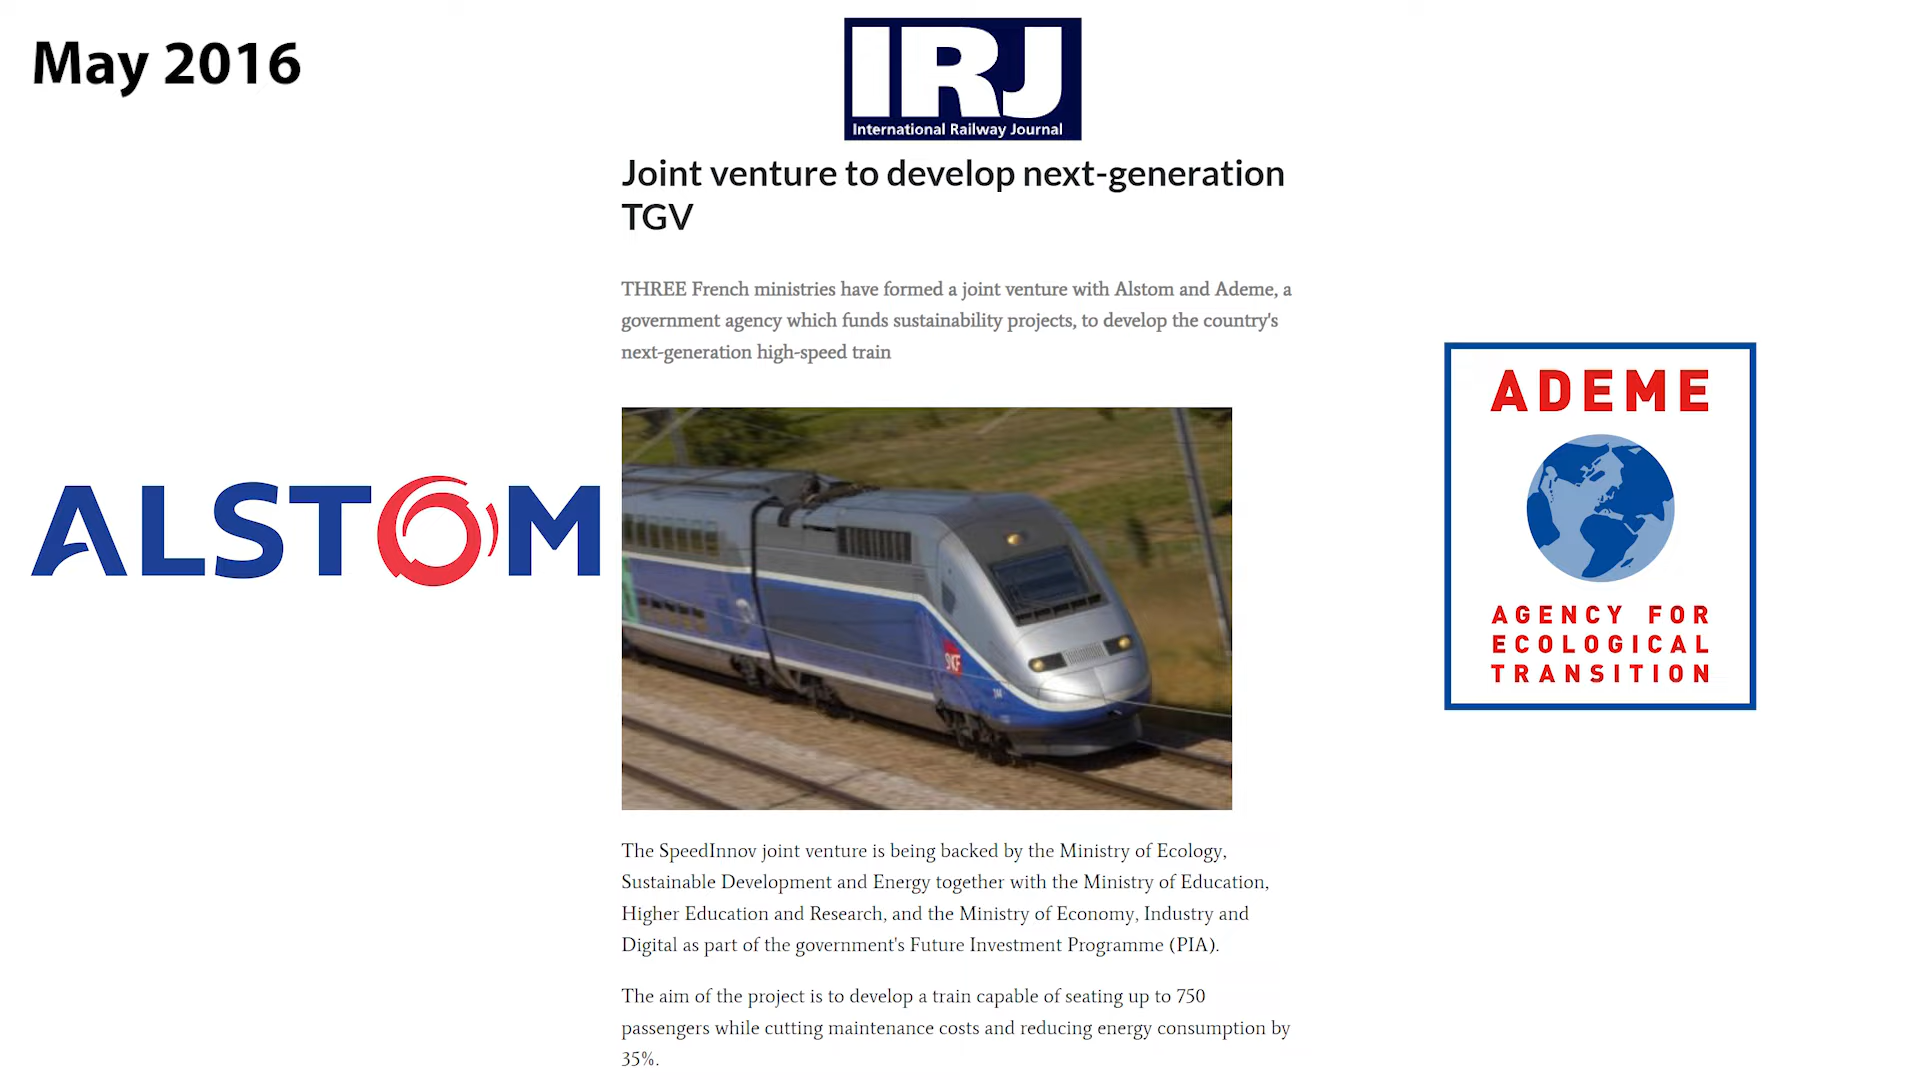 May 2016
IRJ
International Railway Journal
Joint venture to develop next-generation
TGV
THREE French ministries have formed a joint venture with Alstom and Ademe, a
government agency which funds sustainability projects, to develop the country's
next-generation high-speed train
ALSTOM
SNCF
ADEME
AGENCY FOR
ECOLOGICAL
TRANSITION
The SpeedInnov joint venture is being backed by the Ministry of Ecology,
Sustainable Development and Energy together with the Ministry of Education,
Higher Education and Research, and the Ministry of Economy, Industry and
Digital as part of the government's Future Investment Programme (PIA).
The aim of the project is to develop a train capable of seating up to 750
passengers while cutting maintenance costs and reducing energy consumption by
35%.